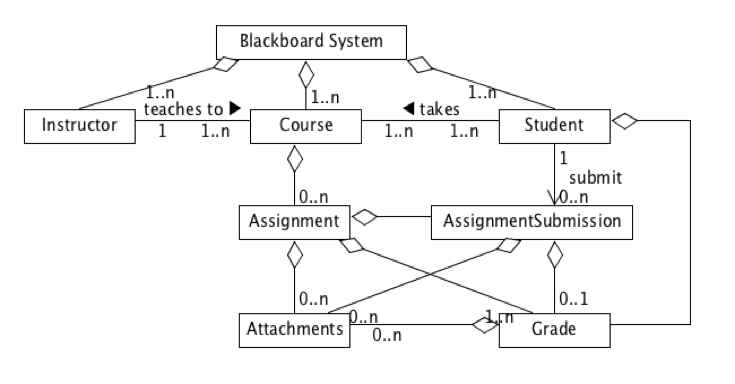 Blackboard System
1..n
1..n
1..n
teaches to ▶
◀ takes
Instructor
1
1..n
Course
1..n
1..n
Student
1
submit
0..n
0..n
Assignment
AssignmentSubmission
0..n
0..1
0..n
1..n
Attachments
0..n
Grade